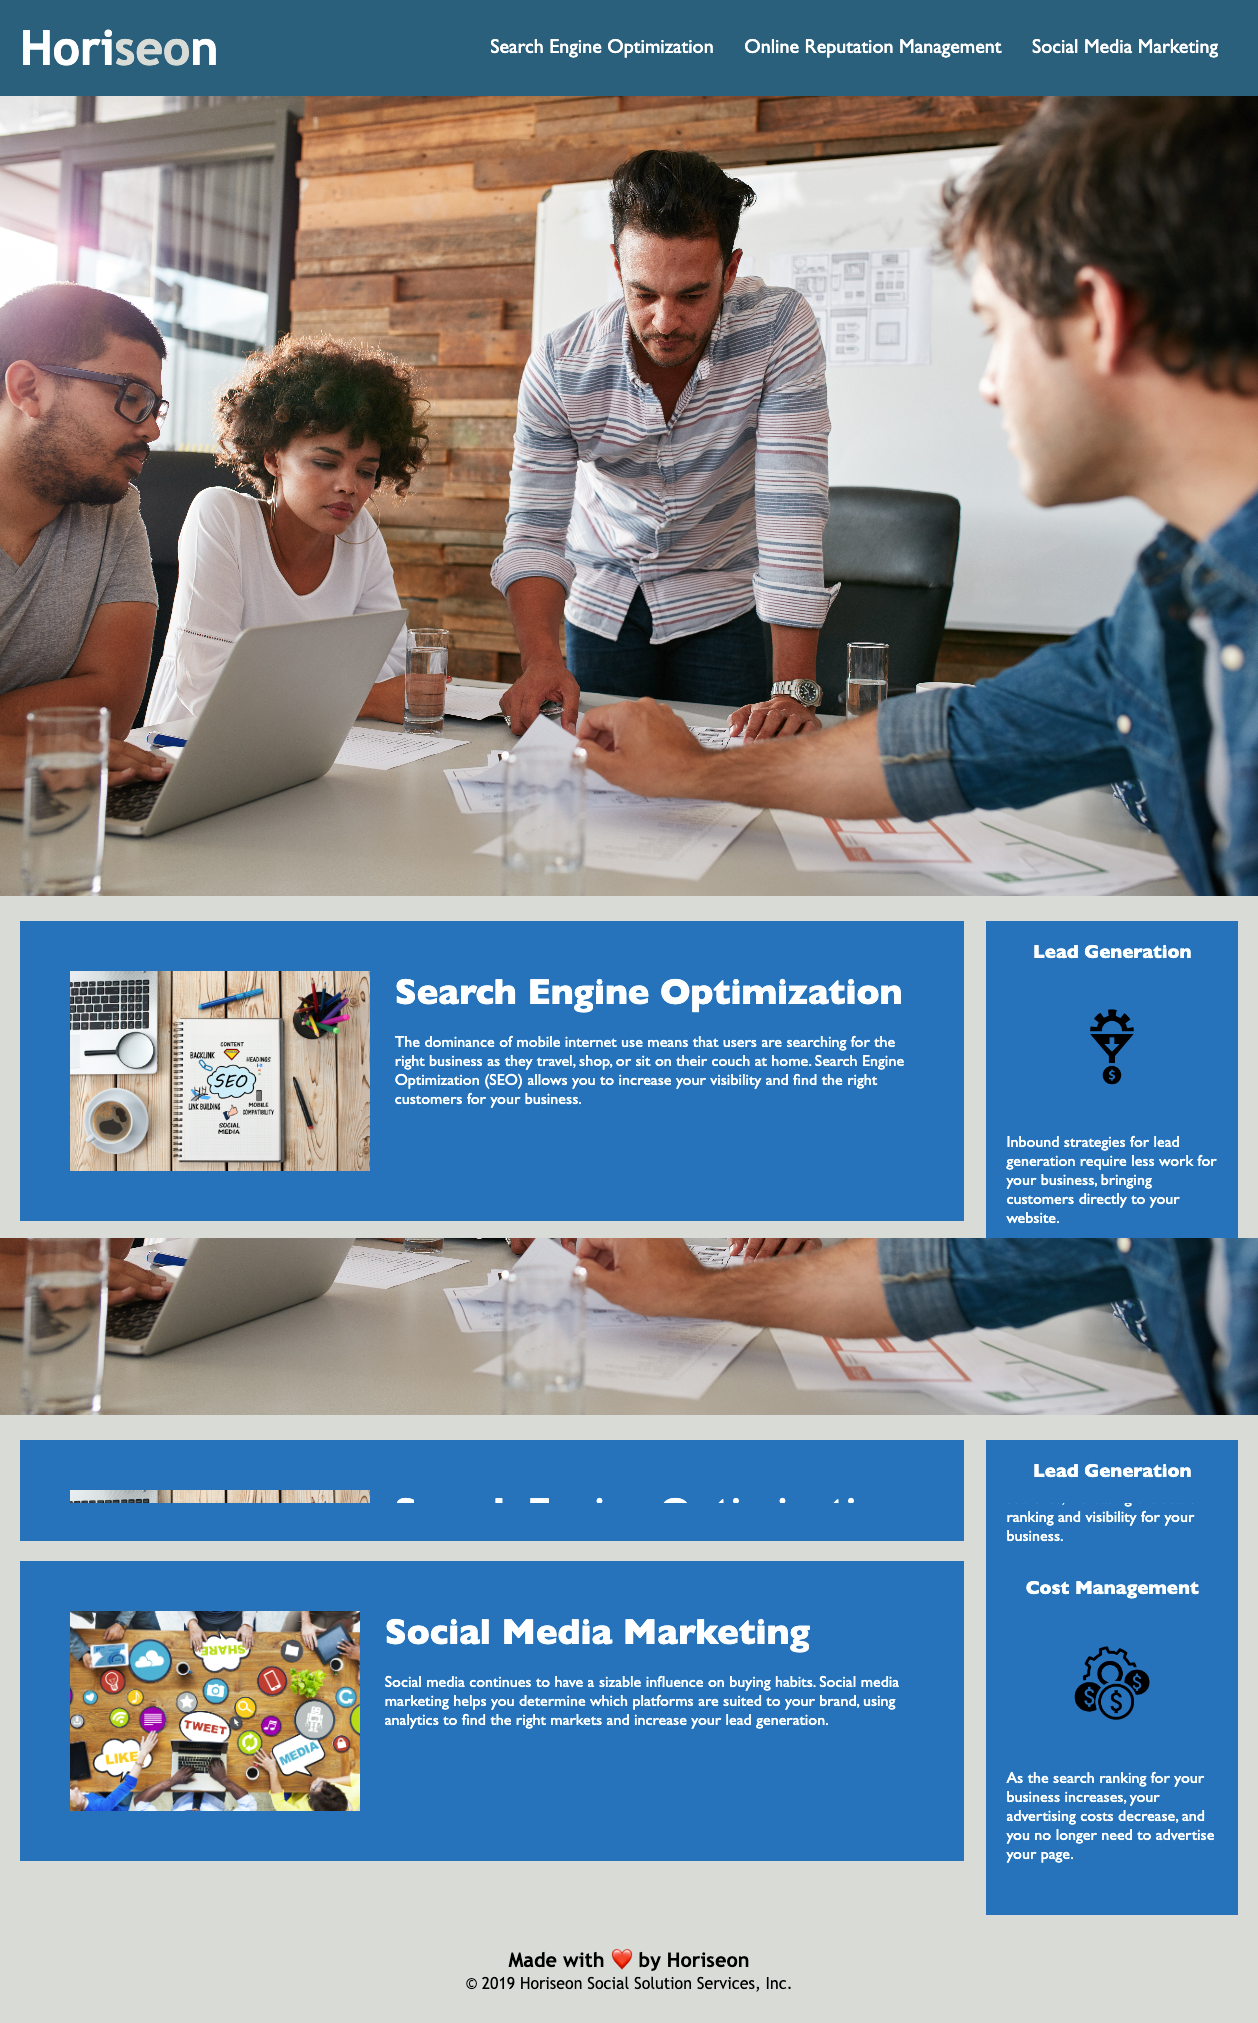 Horiseon
Search Engine Optimization
Online Reputation Management
Social Media Marketing
Search Engine Optimization
The dominance of mobile internet use means that users are searching for the
right business as they travel, shop, or sit on their couch at home. Search Engine
Optimization (SEO) allows you to increase your visibility and find the right
customers for your business.
CONTENT
BACKLINK
HEADINGS
SEO
LINK BUILDING
MOBILE
COMPATIBILITY
SOCIAL
MEDIA
Lead Generation
Inbound strategies for lead
generation require less work for
your business, bringing
customers directly to your
website.
Lead Generation
ranking and visibility for your
business.
Social Media Marketing
Social media continues to have a sizable influence on buying habits. Social media
marketing helps you determine which platforms are suited to your brand, using
analytics to find the right markets and increase your lead generation.
SHARE
TWEET
LIKE
MEDIA
Cost Management
As the search ranking for your
business increases, your
advertising costs decrease, and
you no longer need to advertise
your page.
Made with ❤️ by Horiseon
© 2019 Horiseon Social Solution Services, Inc.